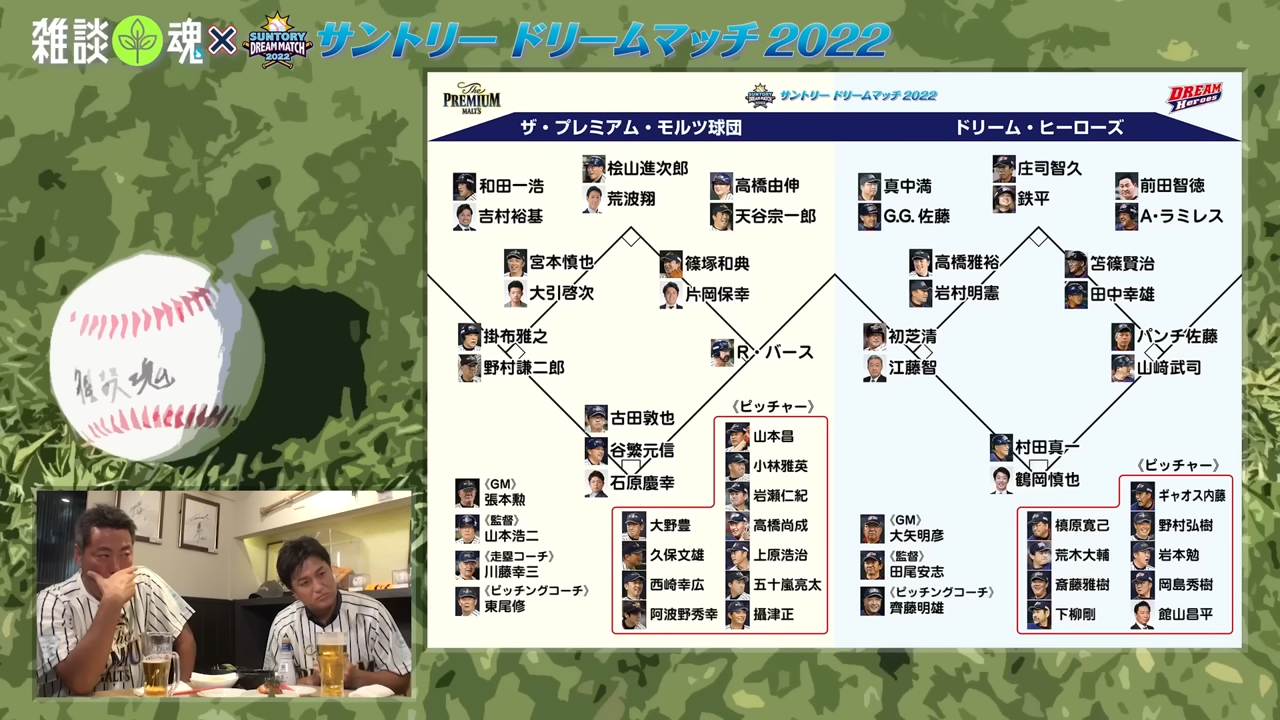 雑談魂×SUNTORY DREAM MATCH 2022 サントリー ドリームマッチ 2022
The PREMIUM MALT'S
SUNTORY DREAM MATCH 2022 サントリー ドリームマッチ 2022
DREAM Heroes
ザ・プレミアム・モルツ球団
和田一浩
吉村裕基
桧山進次郎
荒波翔
高橋由伸
天谷宗一郎
宮本慎也
大引啓次
篠塚和典
片岡保幸
掛布雅之
野村謙二郎
R・バース
古田敦也
谷繁元信
石原慶幸
《GM》
張本勲
《監督》
山本浩二
《走塁コーチ》
川藤幸三
《ピッチングコーチ》
東尾修
《ピッチャー》
山本昌
小林雅英
岩瀬仁紀
大野豊
高橋尚成
久保文雄
上原浩治
西崎幸広
五十嵐亮太
阿波野秀幸
攝津正
ドリーム・ヒーローズ
真中満
G.G. 佐藤
庄司智久
鉄平
前田智徳
A・ラミレス
高橋雅裕
岩村明憲
笘篠賢治
田中幸雄
初芝清
江藤智
パンチ佐藤
山﨑武司
村田真一
鶴岡慎也
《GM》
大矢明彦
《監督》
田尾安志
《ピッチングコーチ》
齊藤明雄
《ピッチャー》
ギャオス内藤
槙原寛己
野村弘樹
荒木大輔
岩本勉
斎藤雅樹
岡島秀樹
下柳剛
館山昌平
雑談魂